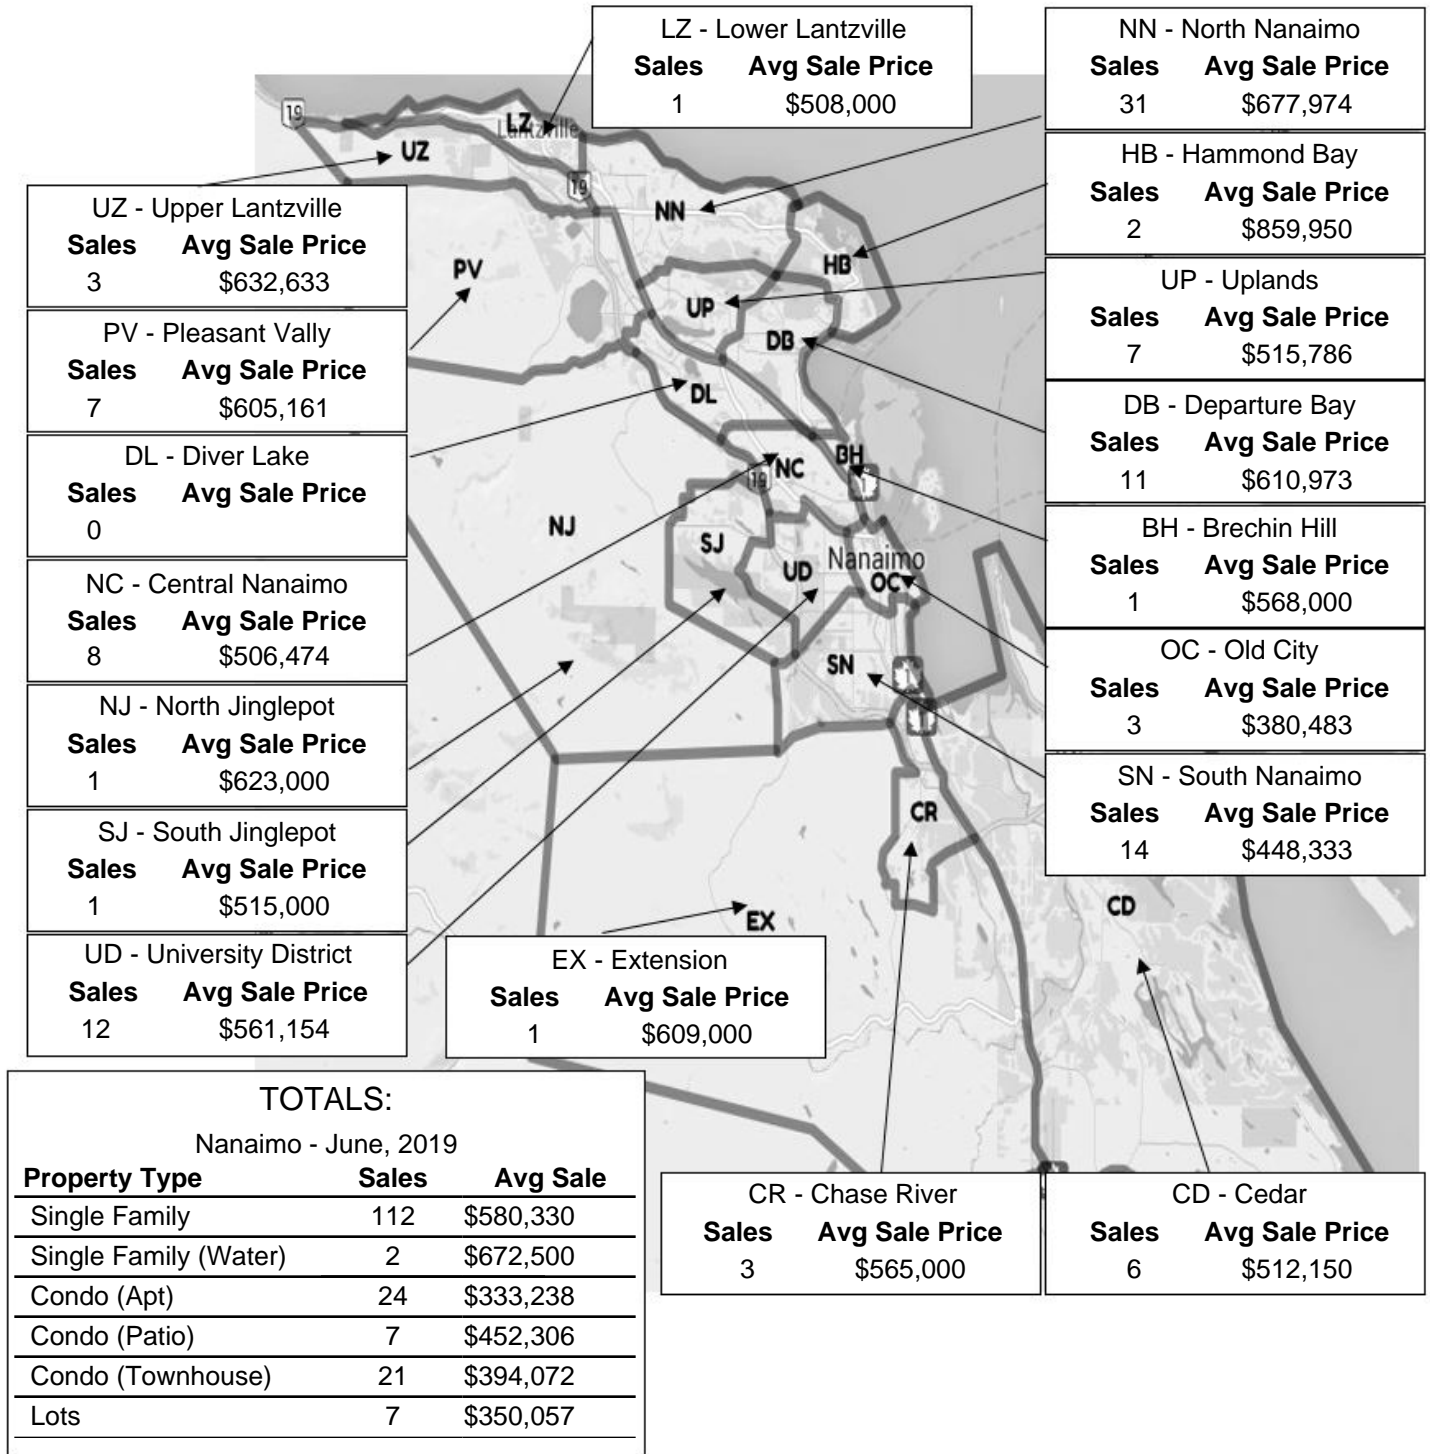 LZ - Lower Lantzville
Sales Avg Sale Price
1 $508,000
NN - North Nanaimo
Sales Avg Sale Price
31 $677,974
HB - Hammond Bay
Sales Avg Sale Price
2 $859,950
UP - Uplands
Sales Avg Sale Price
7 $515,786
DB - Departure Bay
Sales Avg Sale Price
11 $610,973
BH - Brechin Hill
Sales Avg Sale Price
1 $568,000
OC - Old City
Sales Avg Sale Price
3 $380,483
SN - South Nanaimo
Sales Avg Sale Price
14 $448,333
UZ - Upper Lantzville
Sales Avg Sale Price
3 $632,633
PV - Pleasant Vally
Sales Avg Sale Price
7 $605,161
DL - Diver Lake
Sales Avg Sale Price
0
NC - Central Nanaimo
Sales Avg Sale Price
8 $506,474
NJ - North Jinglepot
Sales Avg Sale Price
1 $623,000
SJ - South Jinglepot
Sales Avg Sale Price
1 $515,000
UD - University District
Sales Avg Sale Price
12 $561,154
EX - Extension
Sales Avg Sale Price
1 $609,000
CR - Chase River
Sales Avg Sale Price
3 $565,000
CD - Cedar
Sales Avg Sale Price
6 $512,150
19
LZ
Lantzville
UZ
19
NN
PV
HB
UP
DB
DL
BH
NC
19
1
NJ
SJ
Nanaimo
UD
OC
SN
CR
CD
EX
TOTALS:
Nanaimo - June, 2019
Property Type Sales Avg Sale
Single Family 112 $580,330
Single Family (Water) 2 $672,500
Condo (Apt) 24 $333,238
Condo (Patio) 7 $452,306
Condo (Townhouse) 21 $394,072
Lots 7 $350,057